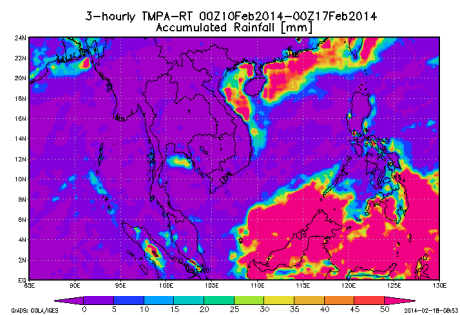 3-hourly TMPA-RT 00Z10Feb2014-00Z17Feb2014
Accumulated Rainfall [mm]
24N
22N
20N
18N
16N
14N
12N
10N
8N
6N
4N
2N
EQ
85E 90E 95E 100E 105E 110E 115E 120E 125E 130E
0 5 10 15 20 25 30 35 40 45 50
GrADS: COLA/IGES 2014-02-18-08:53